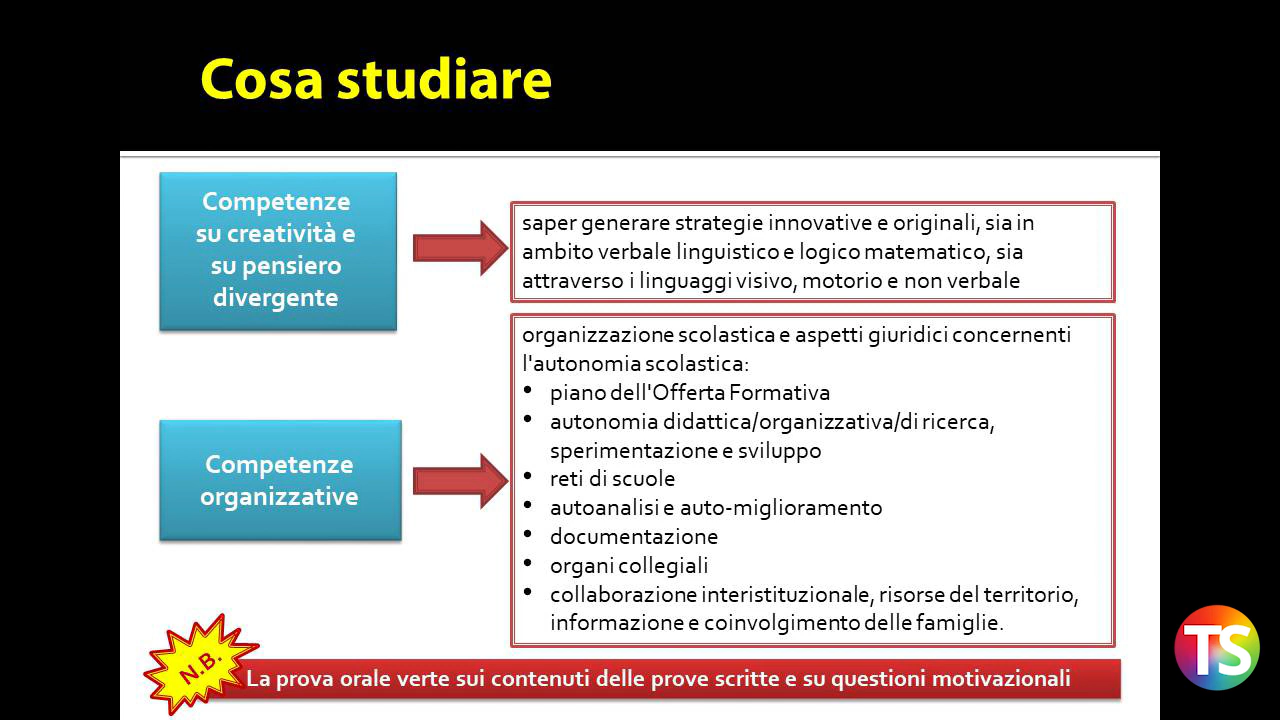 Cosa studiare
Competenze
su creatività e
su pensiero
divergente
saper generare strategie innovative e originali, sia in
ambito verbale linguistico e logico matematico, sia
attraverso i linguaggi visivo, motorio e non verbale
Competenze
organizzative
organizzazione scolastica e aspetti giuridici concernenti
l'autonomia scolastica:
• piano dell'Offerta Formativa
• autonomia didattica/organizzativa/di ricerca,
sperimentazione e sviluppo
• reti di scuole
• autoanalisi e auto-miglioramento
• documentazione
• organi collegiali
• collaborazione interistituzionale, risorse del territorio,
informazione e coinvolgimento delle famiglie.
N.B.
La prova orale verte sui contenuti delle prove scritte e su questioni motivazionali
TS